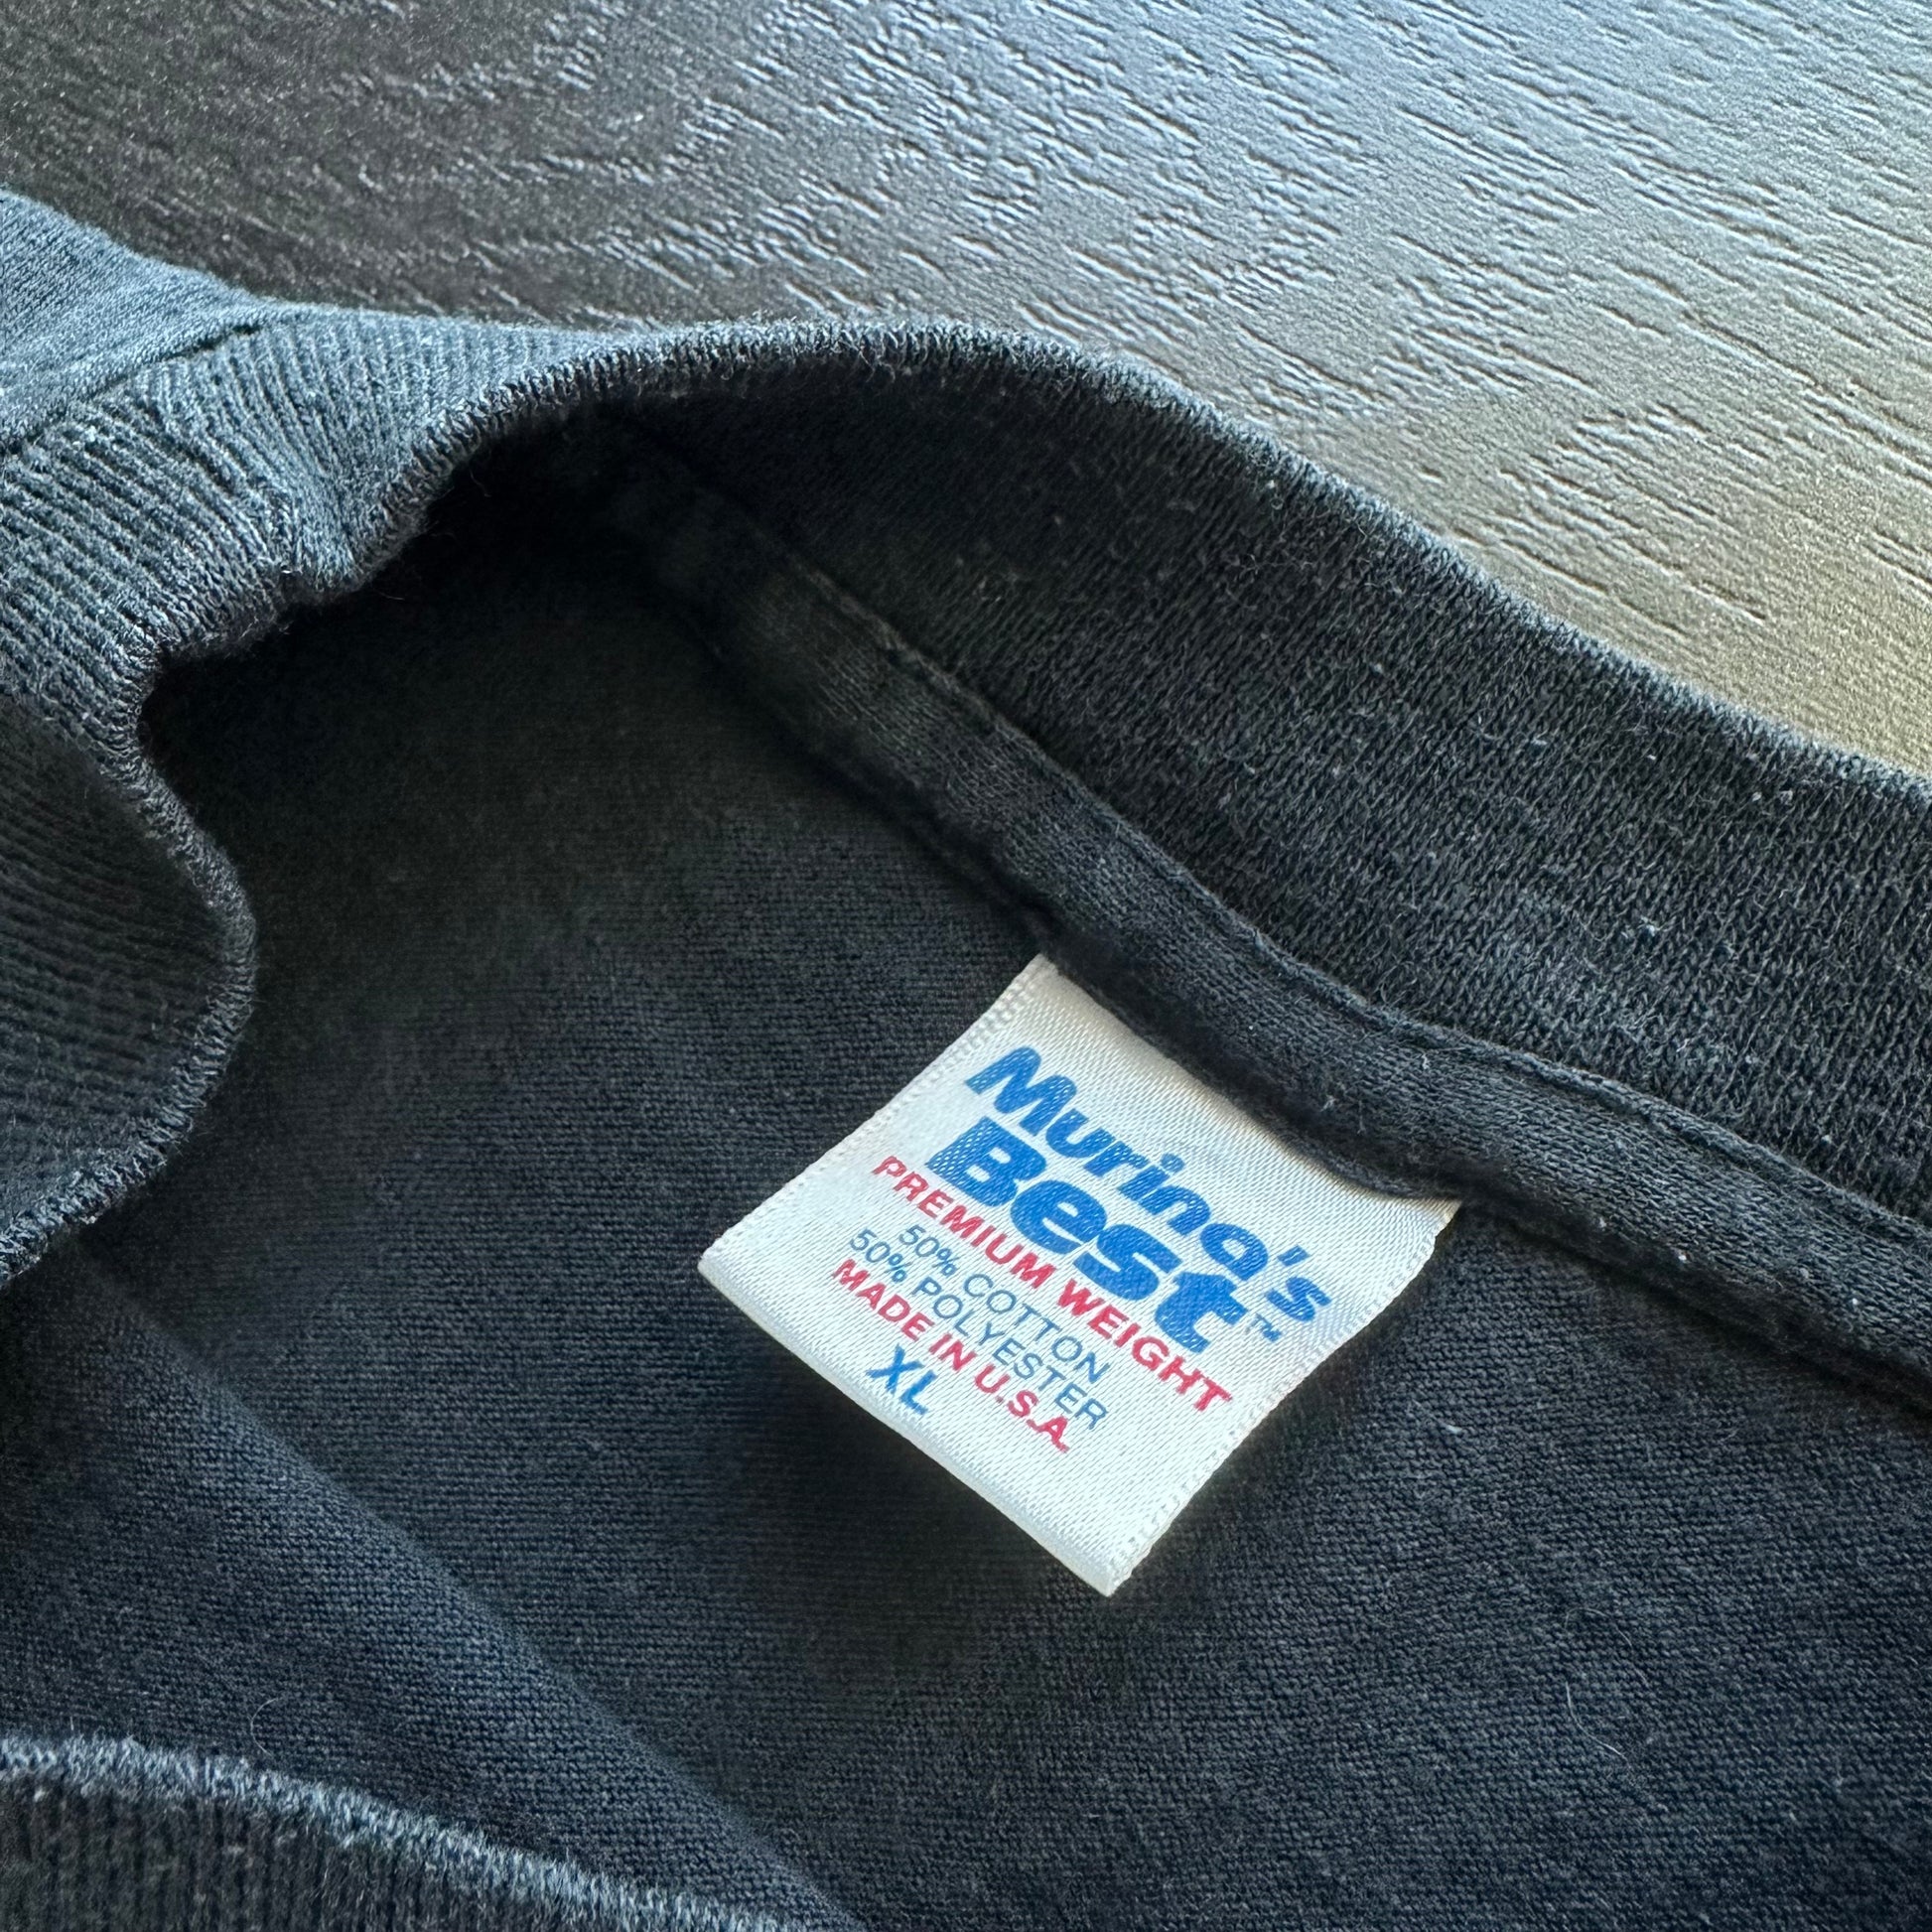 Murina's
Best™
PREMIUM WEIGHT
50% COTTON
50% POLYESTER
MADE IN U.S.A.
XL